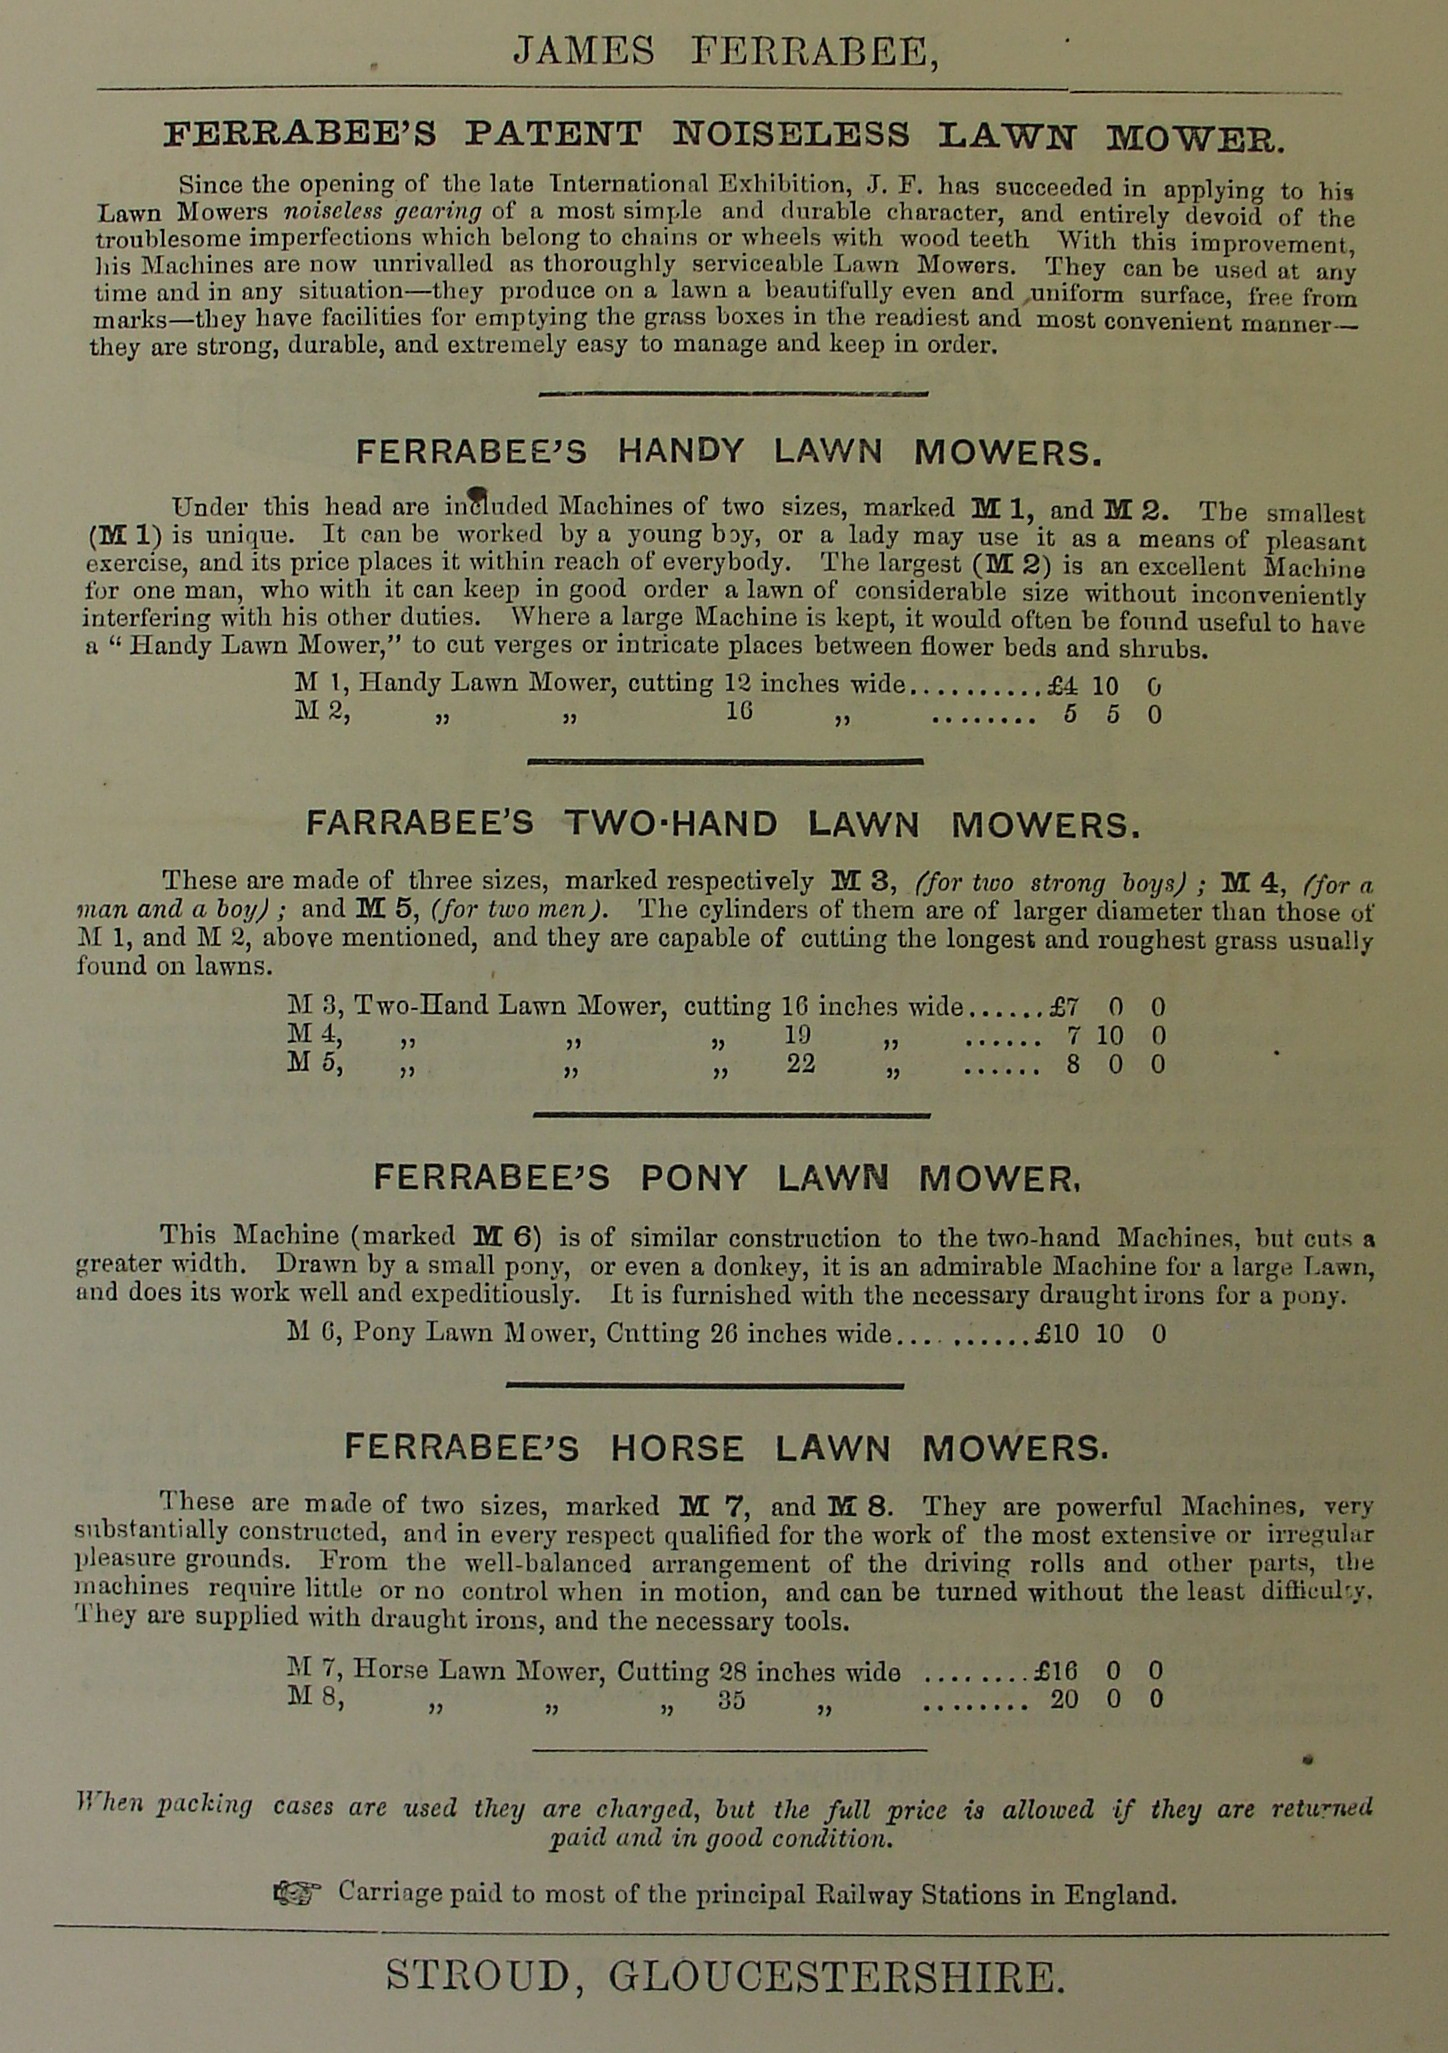 JAMES FERRABEE,
FERRABEE'S PATENT NOISELESS LAWN MOWER.
Since the opening of the late International Exhibition, J. F. has succeeded in applying to his
Lawn Mowers noiseless gearing of a most simple and durable character, and entirely devoid of the
troublesome imperfections which belong to chains or wheels with wood teeth With this improvement,
his Machines are now unrivalled as thoroughly serviceable Lawn Mowers. They can be used at any
time and in any situation—they produce on a lawn a beautifully even and uniform surface, free from
marks—they have facilities for emptying the grass boxes in the readiest and most convenient manner—
they are strong, durable, and extremely easy to manage and keep in order.
FERRABEE'S HANDY LAWN MOWERS.
Under this head are included Machines of two sizes, marked M 1, and M 2. The smallest
(M 1) is unique. It can be worked by a young boy, or a lady may use it as a means of pleasant
exercise, and its price places it within reach of everybody. The largest (M 2) is an excellent Machine
for one man, who with it can keep in good order a lawn of considerable size without inconveniently
interfering with his other duties. Where a large Machine is kept, it would often be found useful to have
a “ Handy Lawn Mower,” to cut verges or intricate places between flower beds and shrubs.
M 1, Handy Lawn Mower, cutting 12 inches wide...........£4 10 0
M 2, „ „ 16 „ ......... 5 5 0
FARRABEE'S TWO-HAND LAWN MOWERS.
These are made of three sizes, marked respectively M 3, (for two strong boys) ; M 4, (for a
man and a boy) ; and M 5, (for two men). The cylinders of them are of larger diameter than those of
M 1, and M 2, above mentioned, and they are capable of cutting the longest and roughest grass usually
found on lawns.
M 3, Two-Hand Lawn Mower, cutting 16 inches wide......£7 0 0
M 4, „ „ „ 19 „ ...... 7 10 0
M 5, „ „ „ 22 „ ...... 8 0 0
FERRABEE'S PONY LAWN MOWER,
This Machine (marked M 6) is of similar construction to the two-hand Machines, but cuts a
greater width. Drawn by a small pony, or even a donkey, it is an admirable Machine for a large Lawn,
and does its work well and expeditiously. It is furnished with the necessary draught irons for a pony.
M 6, Pony Lawn Mower, Cutting 26 inches wide.... ......£10 10 0
FERRABEE'S HORSE LAWN MOWERS.
These are made of two sizes, marked M 7, and M 8. They are powerful Machines, very
substantially constructed, and in every respect qualified for the work of the most extensive or irregular
pleasure grounds. From the well-balanced arrangement of the driving rolls and other parts, the
machines require little or no control when in motion, and can be turned without the least difficulty.
They are supplied with draught irons, and the necessary tools.
M 7, Horse Lawn Mower, Cutting 28 inches wide .........£16 0 0
M 8, „ „ „ 35 „ ........ 20 0 0
When packing cases are used they are charged, but the full price is allowed if they are returned
paid and in good condition.
☞ Carriage paid to most of the principal Railway Stations in England.
STROUD, GLOUCESTERSHIRE.